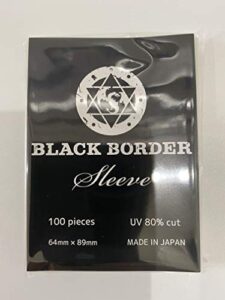 S
BLACK BORDER
Sleeve
100 pieces UV 80% cut
64mm×89mm MADE IN JAPAN